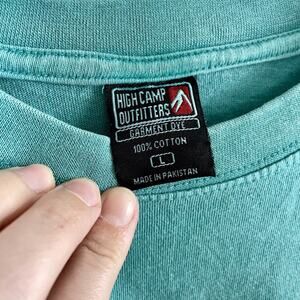 HIGH CAMP
OUTFITTERS
GARMENT DYE
100% COTTON
L
MADE IN PAKISTAN